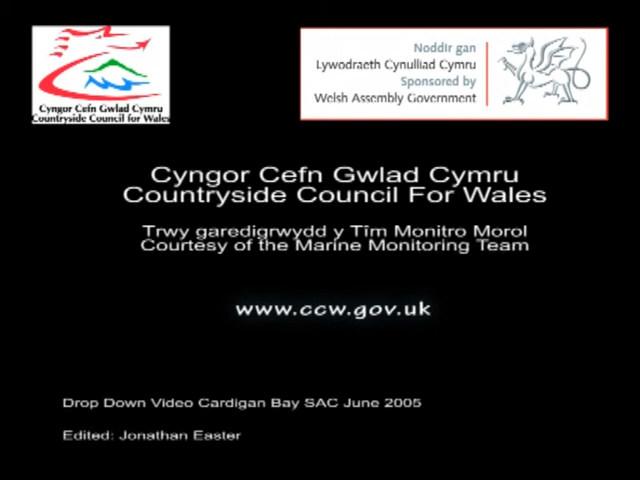 Cyngor Cefn Gwlad Cymru
Countryside Council for Wales
Noddir gan
Lywodraeth Cynulliad Cymru
Sponsored by
Welsh Assembly Government
Cyngor Cefn Gwlad Cymru
Countryside Council For Wales
Trwy garedigrwydd y Tîm Monitro Morol
Courtesy of the Marine Monitoring Team
www.ccw.gov.uk
Drop Down Video Cardigan Bay SAC June 2005
Edited: Jonathan Easter